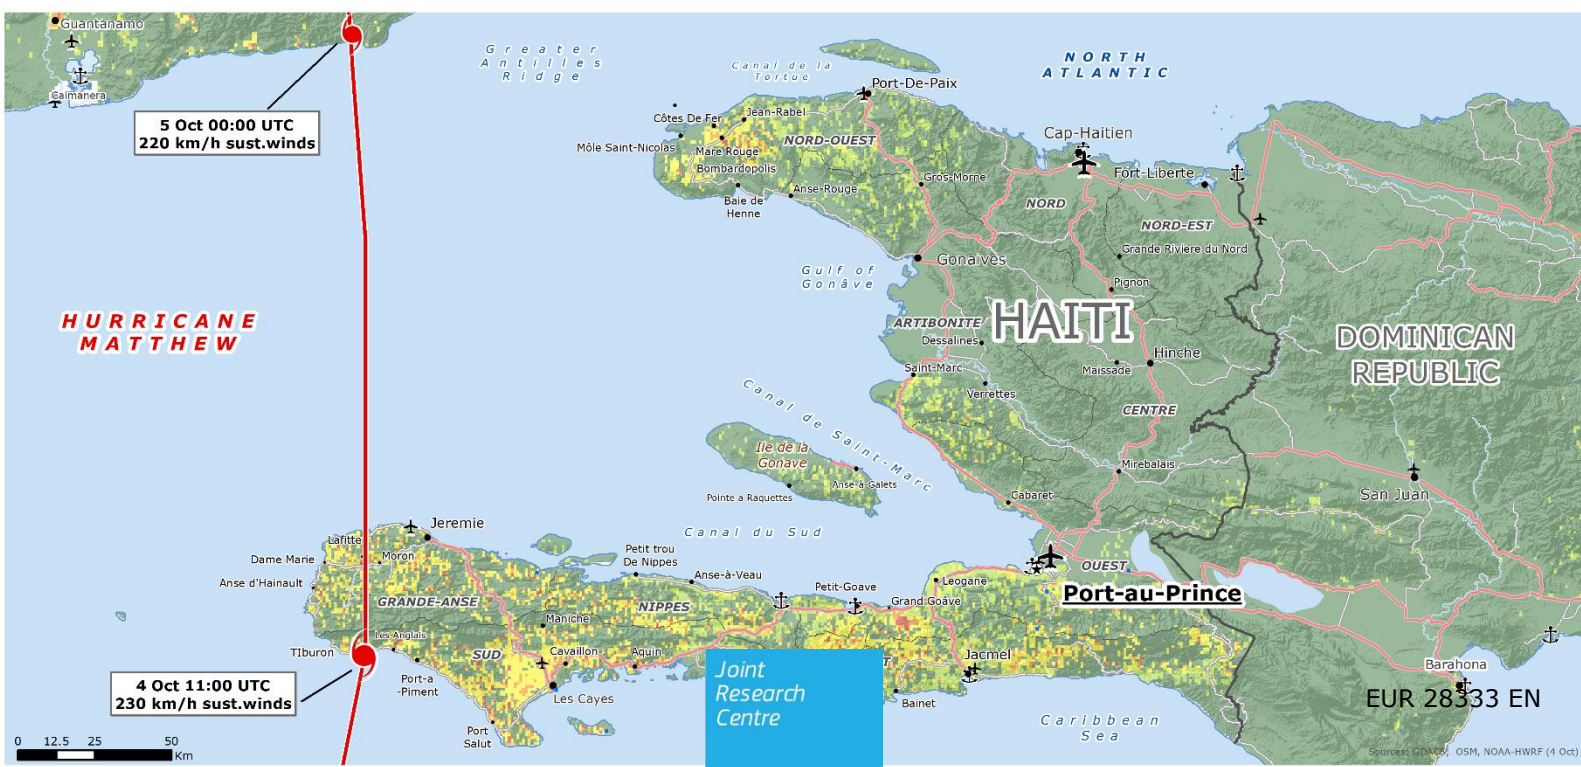 Guantanamo
Caimanera
5 Oct 00:00 UTC
220 km/h sust.winds
Greater
Antilles
Ridge
Canal de la
Tortue
NORTH
ATLANTIC
Port-De-Paix
Jean-Rabel
Côtes De Fer
Môle Saint-Nicolas
Mare Rouge
Bombardopolis
NORD-OUEST
Baie de
Henne
Anse-Rouge
Gros-Morne
Cap-Haitien
Fort-Liberte
NORD
NORD-EST
Grande Riviere du Nord
Gonaïves
Gulf of
Gonâve
Pignon
HURRICANE
MATTHEW
ARTIBONITE
HAITI
Dessalines
DOMINICAN
REPUBLIC
Hinche
Maissade
Saint-Marc
Verrettes
CENTRE
Canal de Saint-Marc
Ile de la
Gonave
Anse-à-Galets
Pointe a Raquettes
Mirebalais
Cabaret
San Juan
Canal du Sud
Jeremie
Lafitte
Dame Marie
Moron
Anse d'Hainault
GRANDE-ANSE
Petit trou
De Nippes
Anse-à-Veau
NIPPES
Petit-Goave
Grand Goâve
Leogane
OUEST
Port-au-Prince
Maniche
Les Anglais
TIburon
SUD
Cavaillon
Aquin
Port-a
-Piment
Les Cayes
Jacmel
Bainet
Barahona
4 Oct 11:00 UTC
230 km/h sust.winds
Port
Salut
Joint
Research
Centre
Caribbean
Sea
EUR 28333 EN
0 12.5 25 50
Km
Sources: GDACS, OSM, NOAA-HWRF (4 Oct)